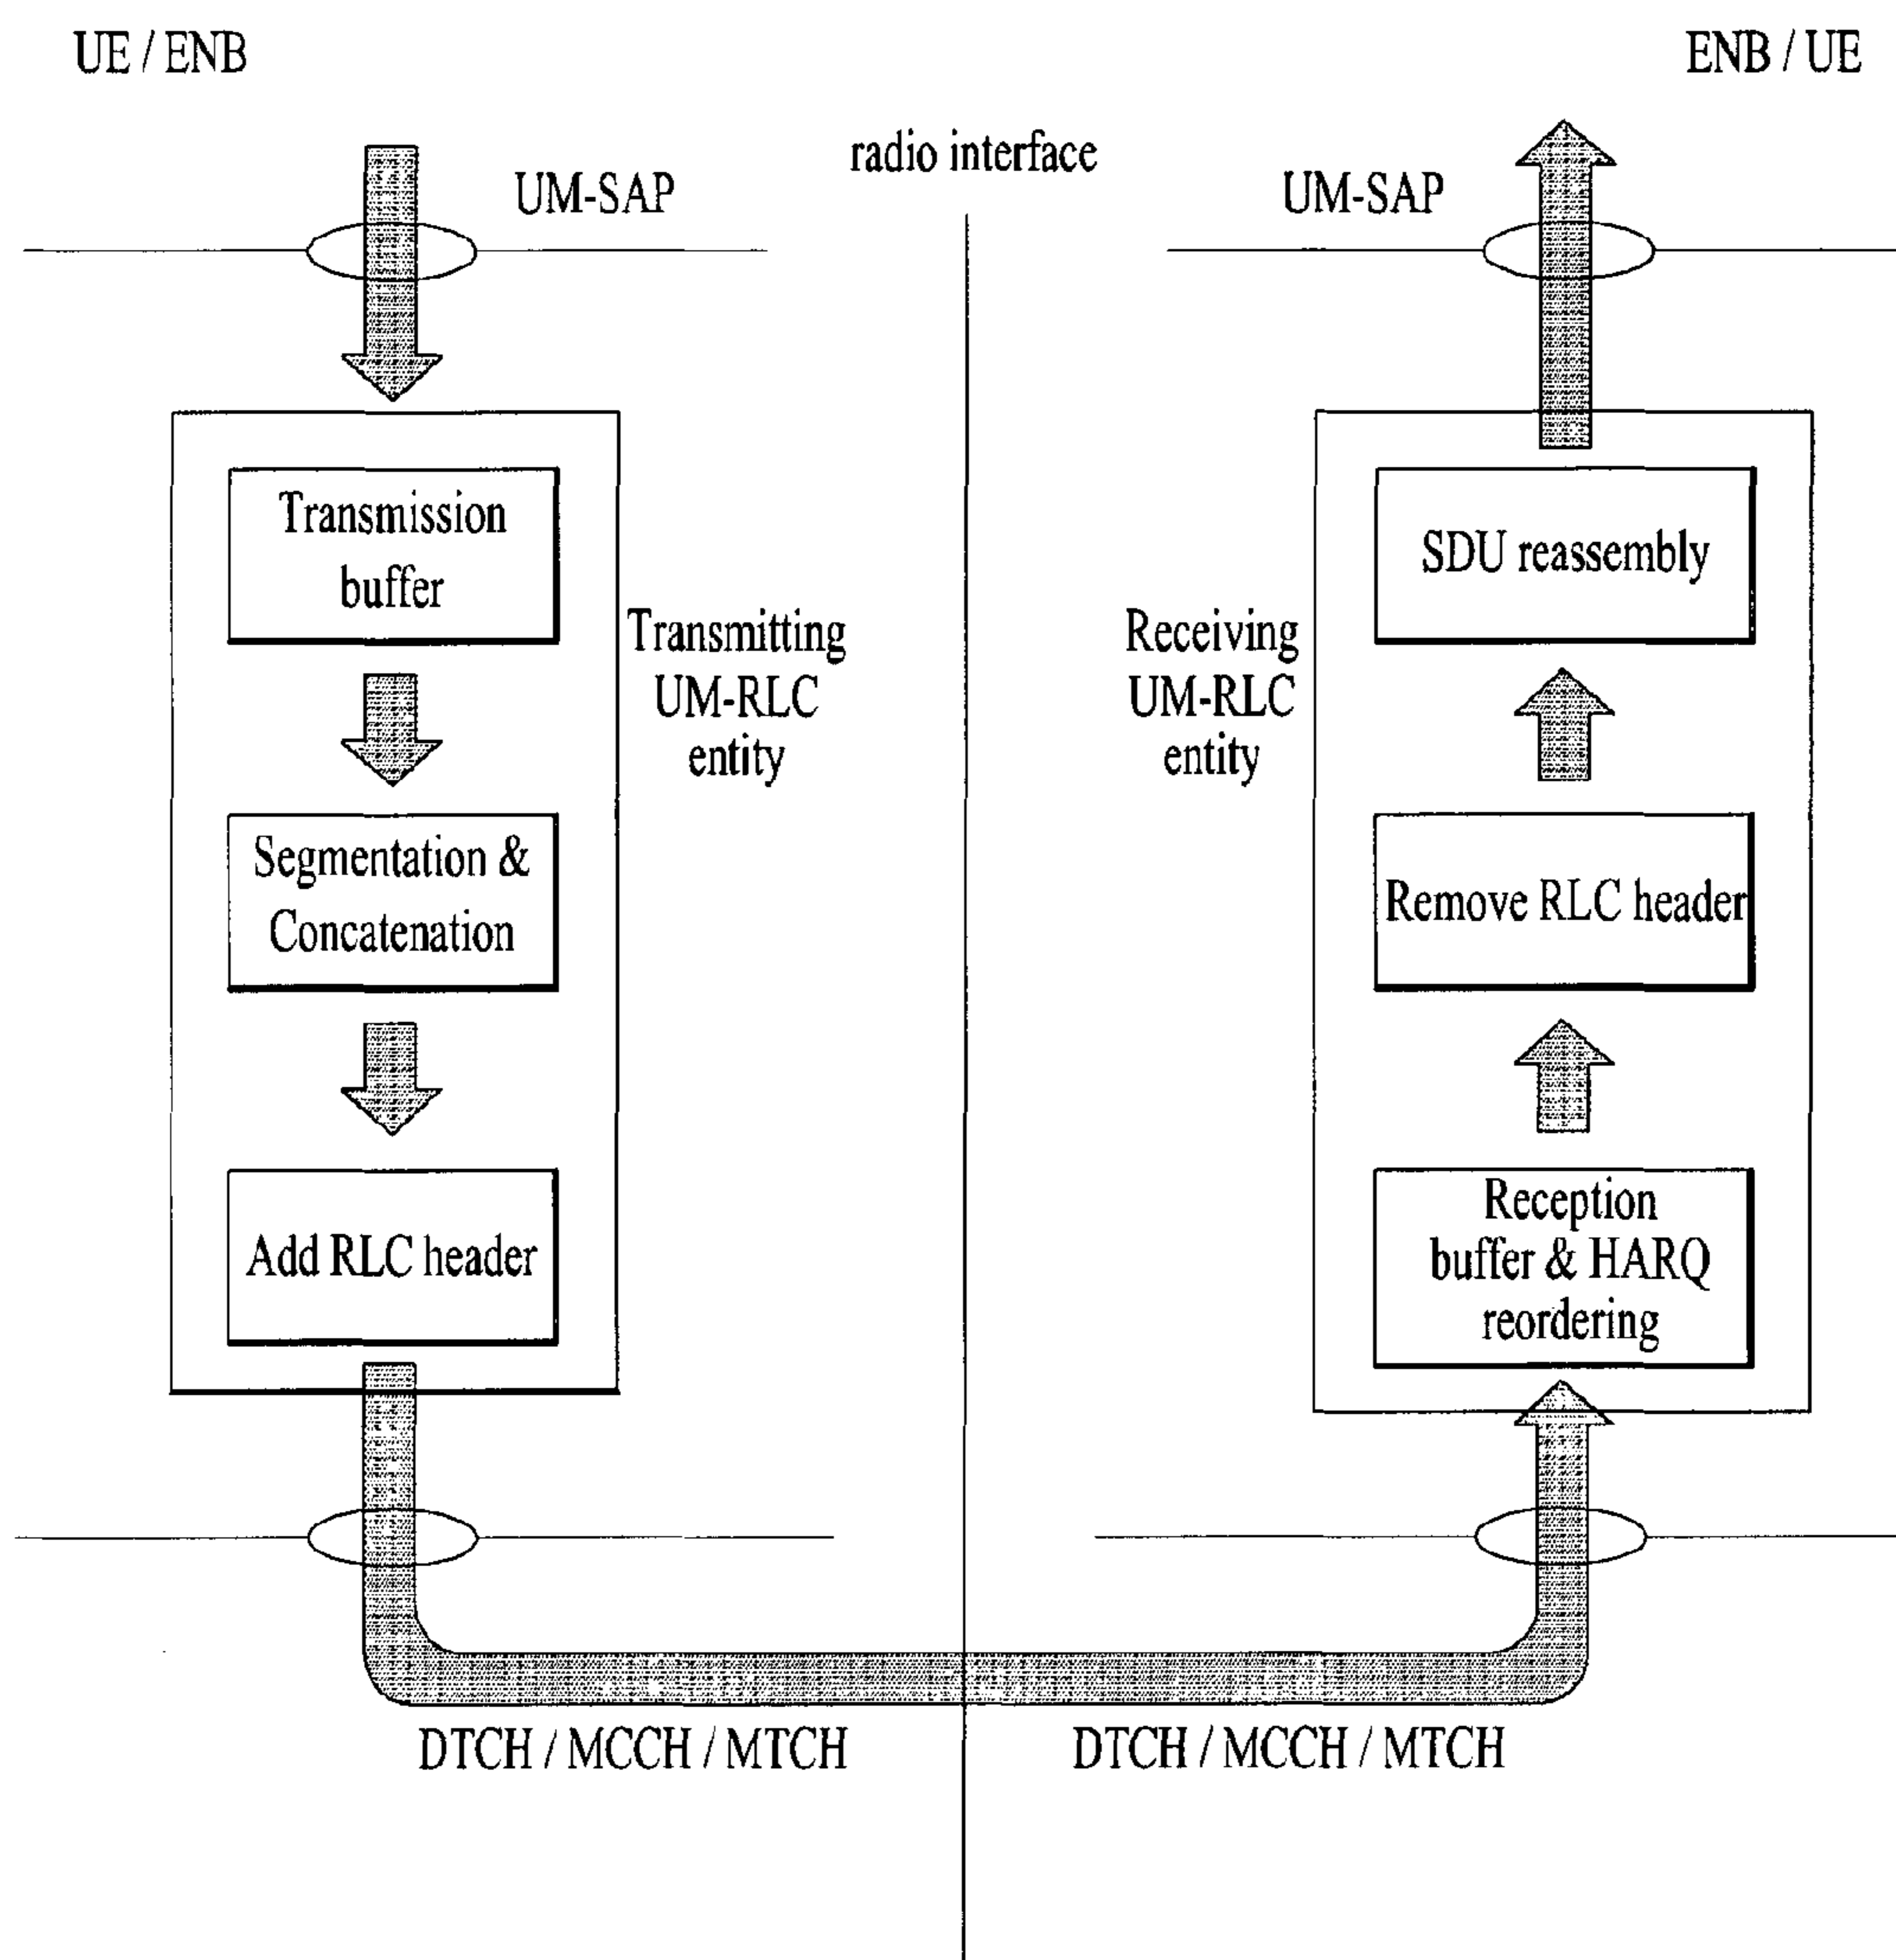 UE / ENB
ENB / UE
radio interface
UM-SAP
UM-SAP
Transmission
buffer
Transmitting
UM-RLC
entity
Segmentation &
Concatenation
Add RLC header
Receiving
UM-RLC
entity
SDU reassembly
Remove RLC header
Reception
buffer & HARQ
reordering
DTCH / MCCH / MTCH
DTCH / MCCH / MTCH